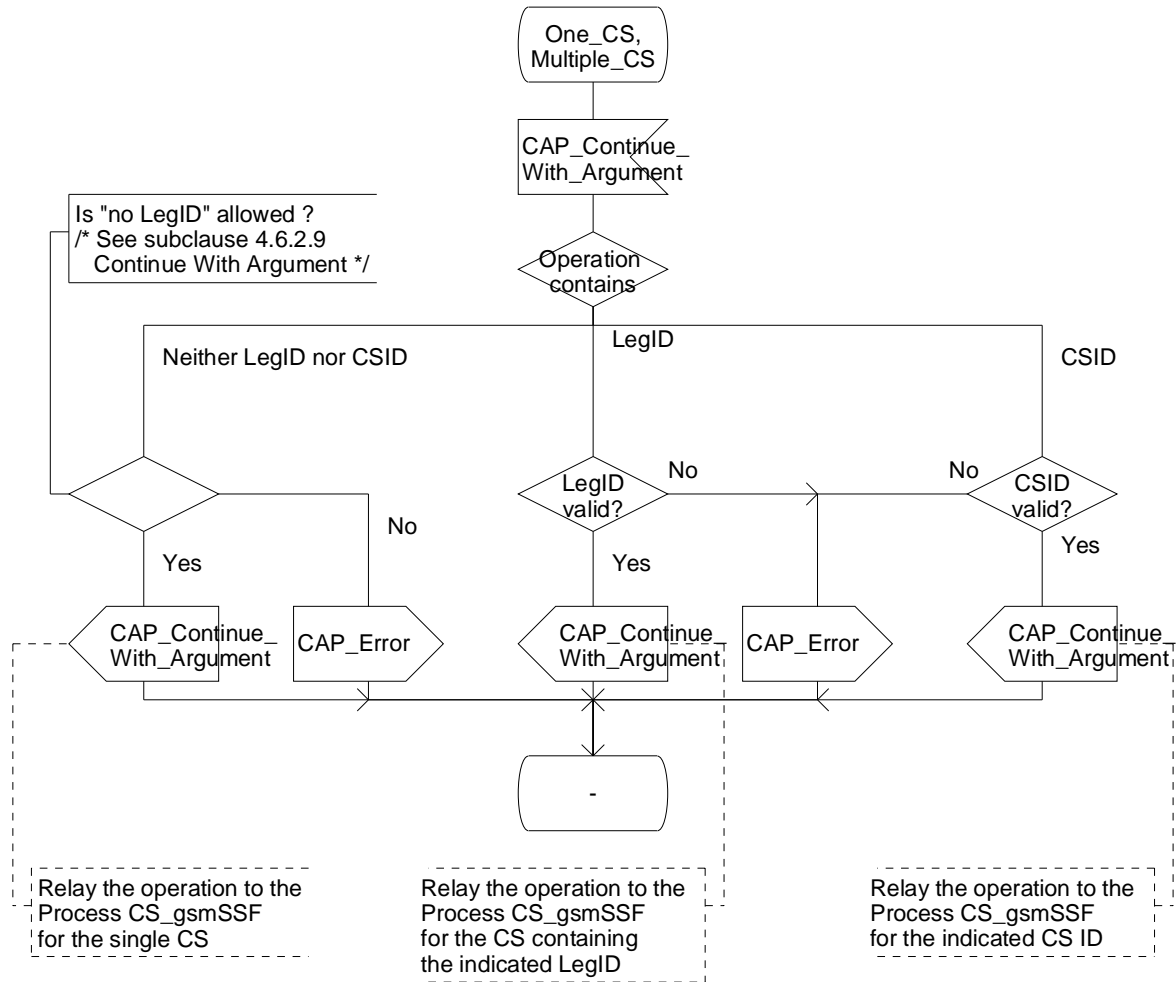 One_CS,
Multiple_CS
CAP_Continue_
With_Argument
Is "no LegID" allowed ?
/* See subclause 4.6.2.9
Continue With Argument */
Operation
contains
Neither LegID nor CSID
LegID
CSID
LegID
valid?
No
No
CSID
valid?
No
Yes
Yes
Yes
CAP_Continue_
With_Argument
CAP_Error
CAP_Continue_
With_Argument
CAP_Error
CAP_Continue_
With_Argument
-
Relay the operation to the
Process CS_gsmSSF
for the single CS
Relay the operation to the
Process CS_gsmSSF
for the CS containing
the indicated LegID
Relay the operation to the
Process CS_gsmSSF
for the indicated CS ID